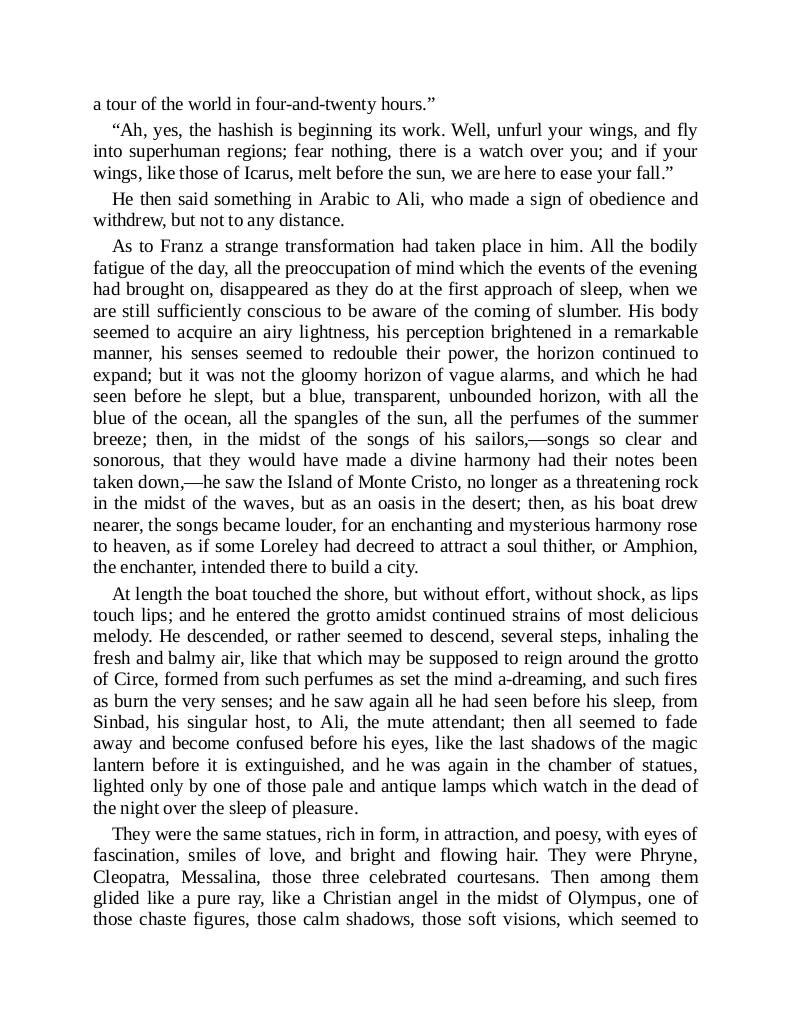 a tour of the world in four-and-twenty hours.”
“Ah, yes, the hashish is beginning its work. Well, unfurl your wings, and fly
into superhuman regions; fear nothing, there is a watch over you; and if your
wings, like those of Icarus, melt before the sun, we are here to ease your fall.”
He then said something in Arabic to Ali, who made a sign of obedience and
withdrew, but not to any distance.
As to Franz a strange transformation had taken place in him. All the bodily
fatigue of the day, all the preoccupation of mind which the events of the evening
had brought on, disappeared as they do at the first approach of sleep, when we
are still sufficiently conscious to be aware of the coming of slumber. His body
seemed to acquire an airy lightness, his perception brightened in a remarkable
manner, his senses seemed to redouble their power, the horizon continued to
expand; but it was not the gloomy horizon of vague alarms, and which he had
seen before he slept, but a blue, transparent, unbounded horizon, with all the
blue of the ocean, all the spangles of the sun, all the perfumes of the summer
breeze; then, in the midst of the songs of his sailors,—songs so clear and
sonorous, that they would have made a divine harmony had their notes been
taken down,—he saw the Island of Monte Cristo, no longer as a threatening rock
in the midst of the waves, but as an oasis in the desert; then, as his boat drew
nearer, the songs became louder, for an enchanting and mysterious harmony rose
to heaven, as if some Loreley had decreed to attract a soul thither, or Amphion,
the enchanter, intended there to build a city.
At length the boat touched the shore, but without effort, without shock, as lips
touch lips; and he entered the grotto amidst continued strains of most delicious
melody. He descended, or rather seemed to descend, several steps, inhaling the
fresh and balmy air, like that which may be supposed to reign around the grotto
of Circe, formed from such perfumes as set the mind a-dreaming, and such fires
as burn the very senses; and he saw again all he had seen before his sleep, from
Sinbad, his singular host, to Ali, the mute attendant; then all seemed to fade
away and become confused before his eyes, like the last shadows of the magic
lantern before it is extinguished, and he was again in the chamber of statues,
lighted only by one of those pale and antique lamps which watch in the dead of
the night over the sleep of pleasure.
They were the same statues, rich in form, in attraction, and poesy, with eyes of
fascination, smiles of love, and bright and flowing hair. They were Phryne,
Cleopatra, Messalina, those three celebrated courtesans. Then among them
glided like a pure ray, like a Christian angel in the midst of Olympus, one of
those chaste figures, those calm shadows, those soft visions, which seemed to